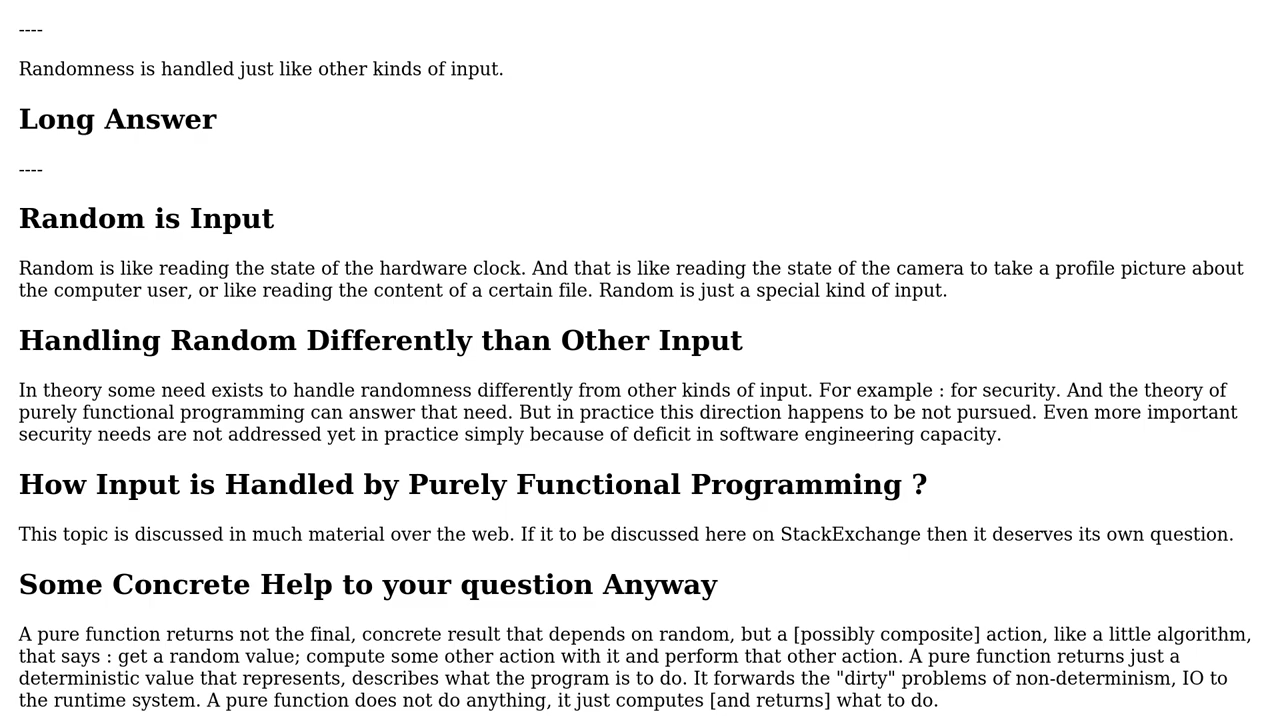 ----
Randomness is handled just like other kinds of input.
Long Answer
----
Random is Input
Random is like reading the state of the hardware clock. And that is like reading the state of the camera to take a profile picture about
the computer user, or like reading the content of a certain file. Random is just a special kind of input.
Handling Random Differently than Other Input
In theory some need exists to handle randomness differently from other kinds of input. For example : for security. And the theory of
purely functional programming can answer that need. But in practice this direction happens to be not pursued. Even more important
security needs are not addressed yet in practice simply because of deficit in software engineering capacity.
How Input is Handled by Purely Functional Programming ?
This topic is discussed in much material over the web. If it to be discussed here on StackExchange then it deserves its own question.
Some Concrete Help to your question Anyway
A pure function returns not the final, concrete result that depends on random, but a [possibly composite] action, like a little algorithm,
that says : get a random value; compute some other action with it and perform that other action. A pure function returns just a
deterministic value that represents, describes what the program is to do. It forwards the "dirty" problems of non-determinism, IO to
the runtime system. A pure function does not do anything, it just computes [and returns] what to do.